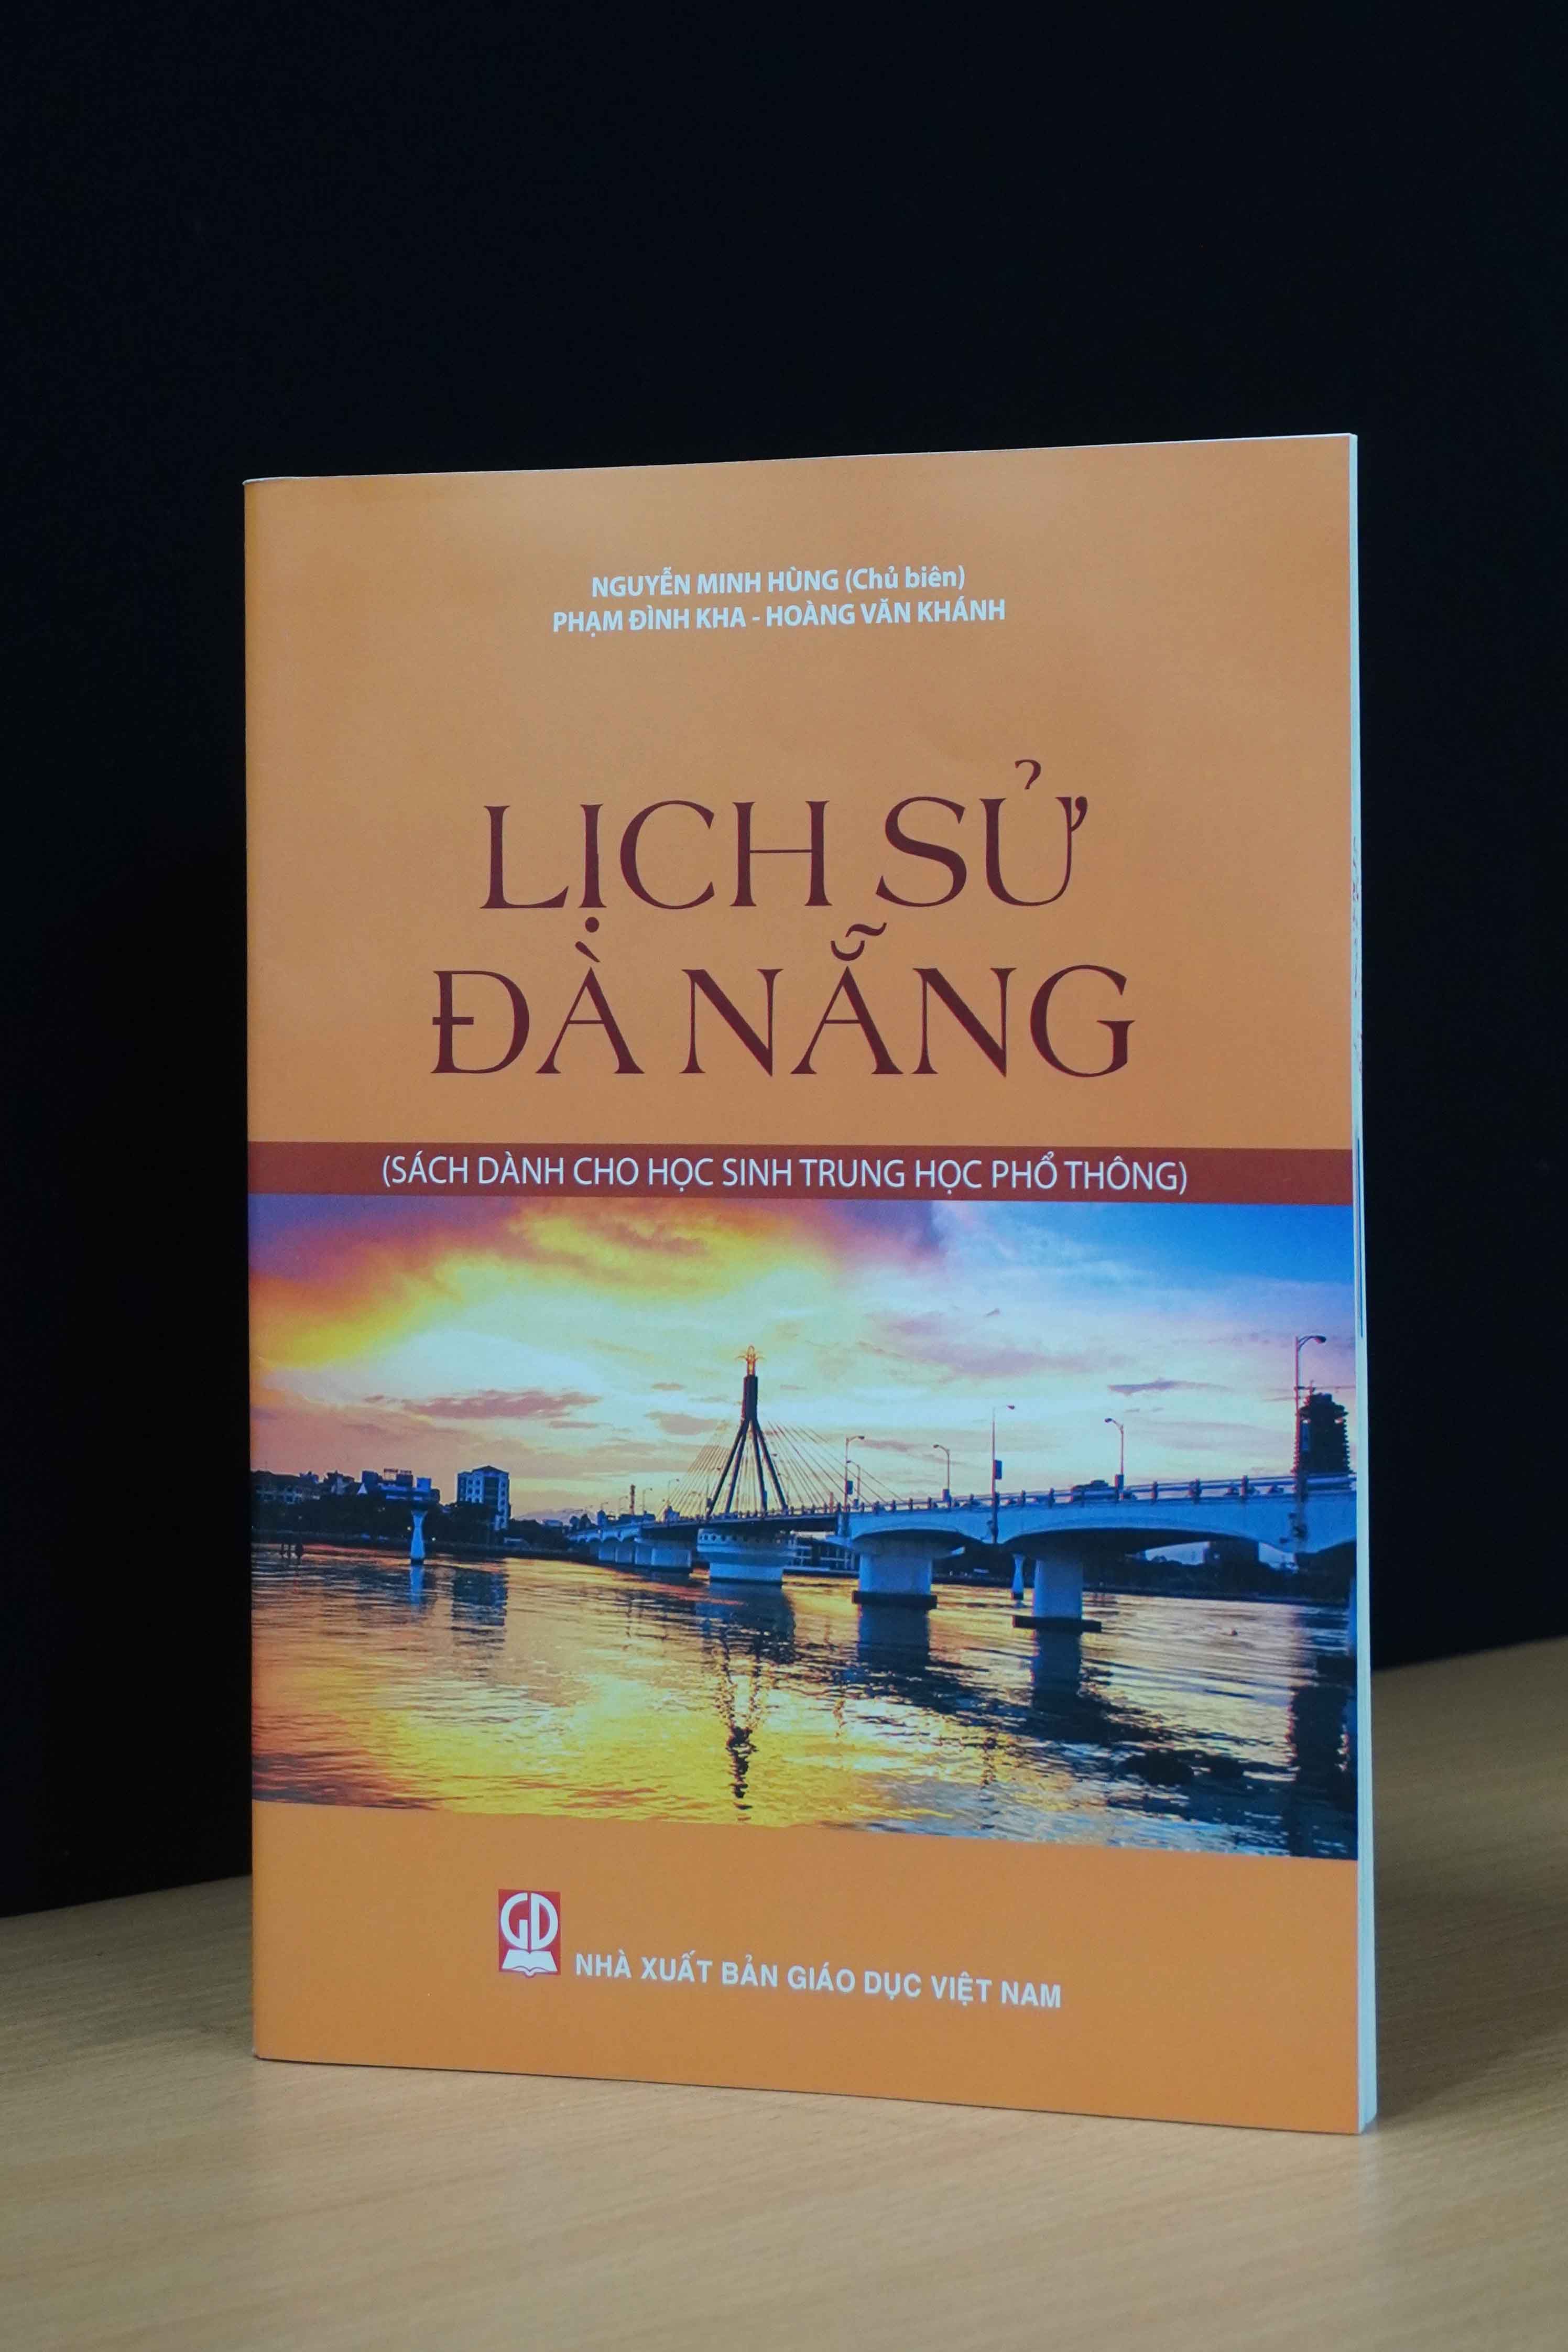 NGUYỄN MINH HÙNG (Chủ biên)
PHẠM ĐÌNH KHA - HOÀNG VĂN KHÁNH
LỊCH SỬ
ĐÀ NẴNG
(SÁCH DÀNH CHO HỌC SINH TRUNG HỌC PHỔ THÔNG)
GD
NHÀ XUẤT BẢN GIÁO DỤC VIỆT NAM